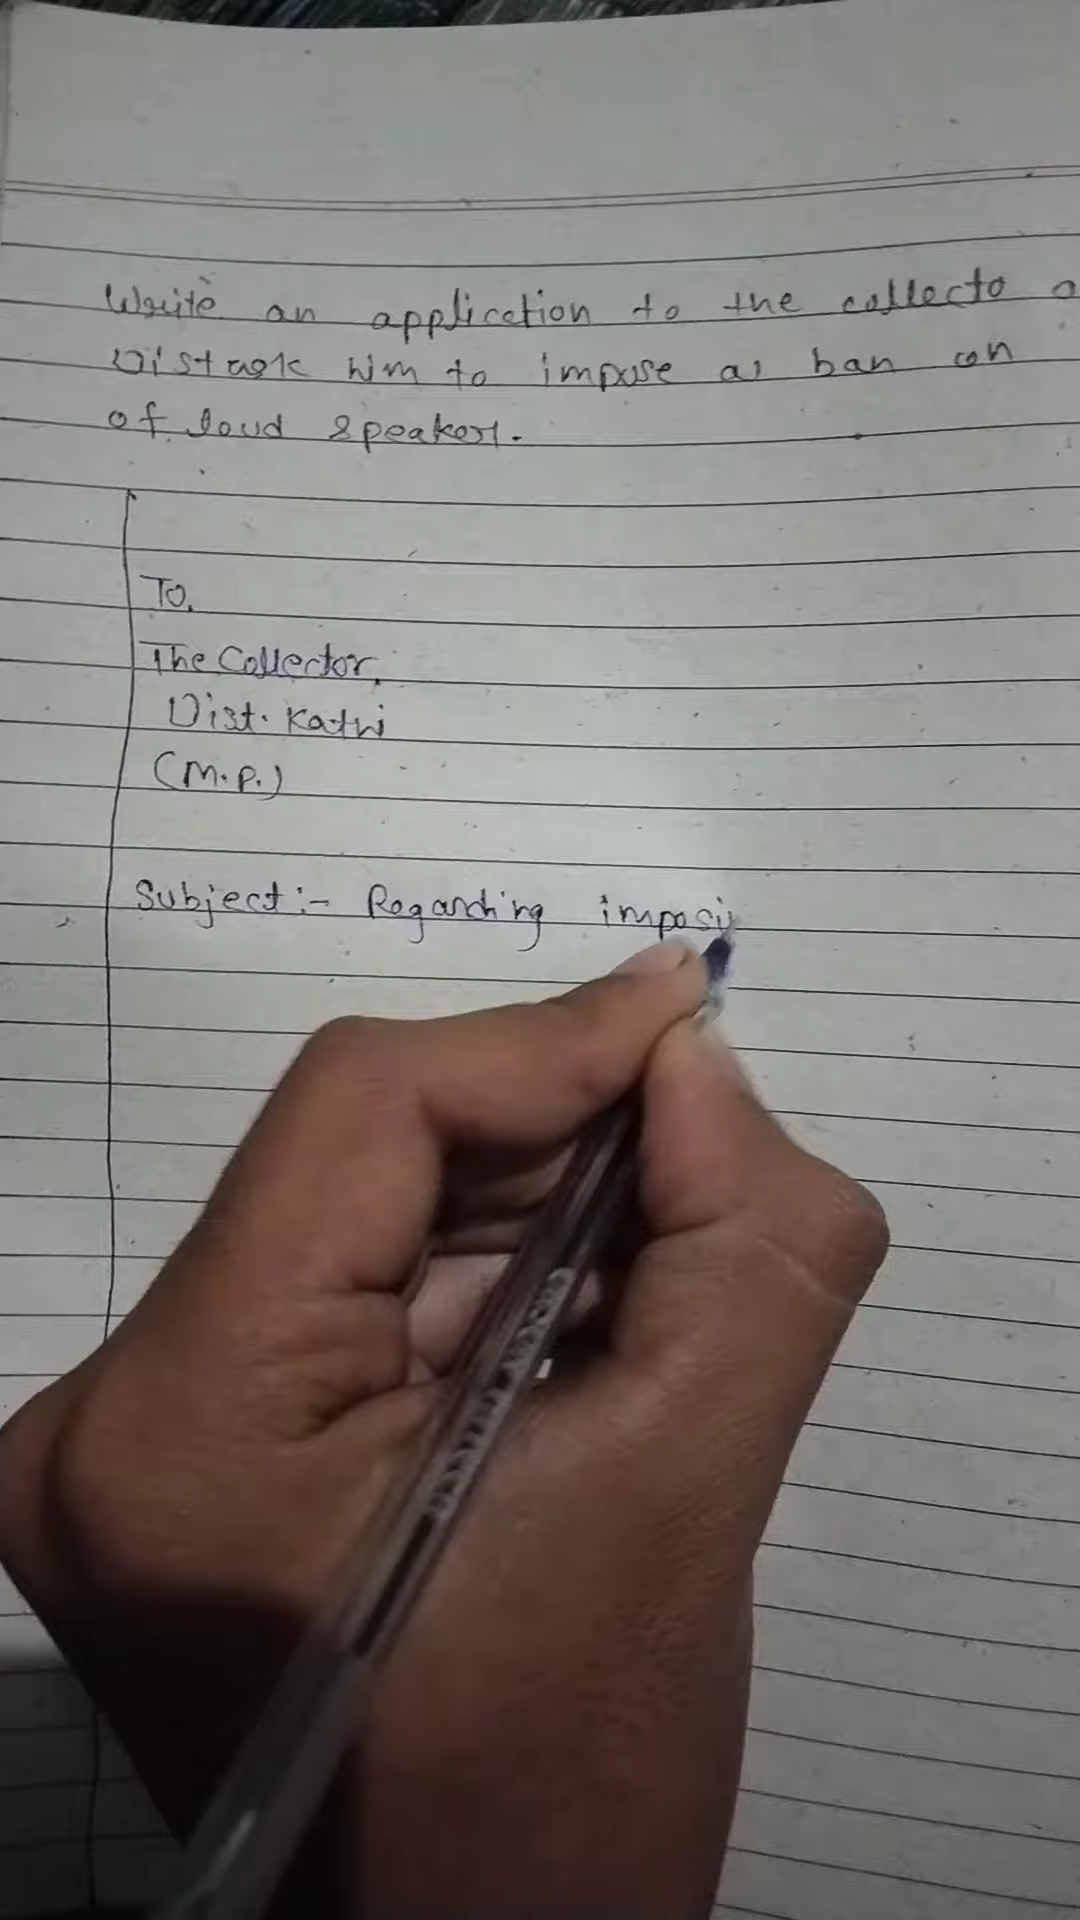 Write an application to the collecto o
Dist ask him to impose a ban on
of loud speaker.
To,
The Collector,
Dist. Katni
(M.P.)
Subject:- Regarding imposi